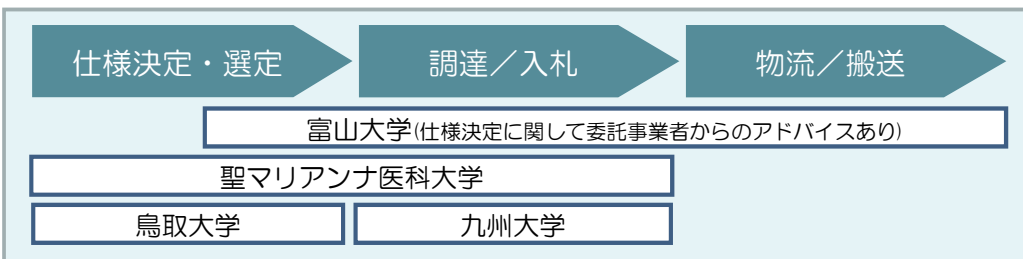 仕様決定・選定
調達／入札
物流／搬送
富山大学(仕様決定に関して委託事業者からのアドバイスあり)
聖マリアンナ医科大学
鳥取大学
九州大学